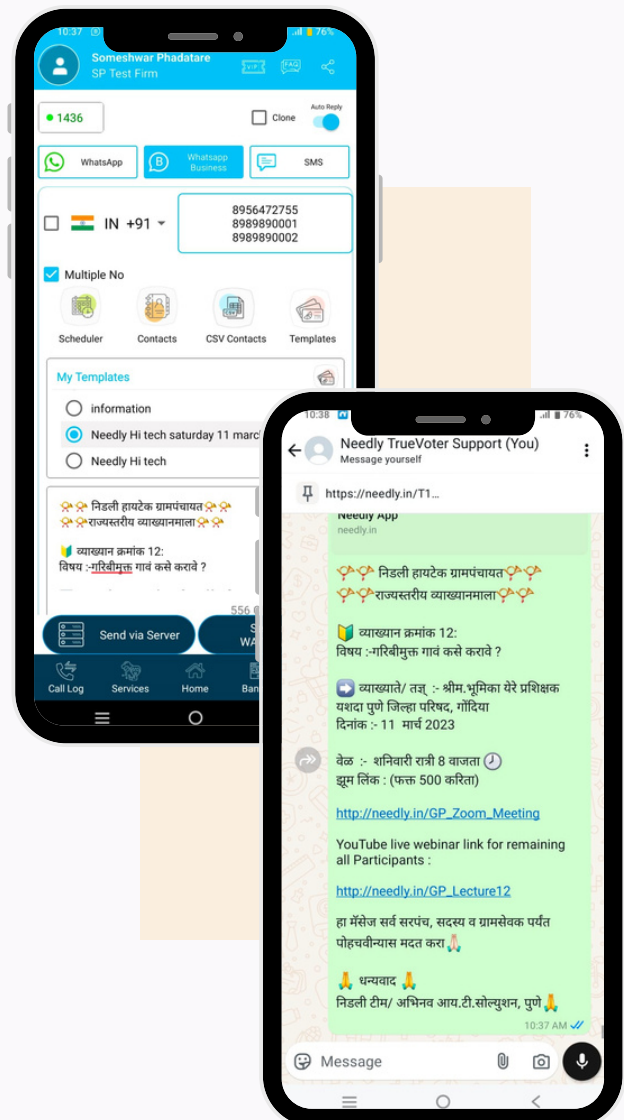 10:37
76%
Someshwar Phadatare
SP Test Firm
VIP
FAQ
1436
Clone
Auto Reply
WhatsApp
B
Whatsapp
Business
SMS
IN +91
8956472755
8989890001
8989890002
Multiple No
Scheduler
Contacts
CSV Contacts
Templates
My Templates
information
Needly Hi tech saturday 11 marc
Needly Hi tech
निडली हायटेक ग्रामपंचायत
राज्यस्तरीय व्याख्यानमाला
🔰 व्याख्यान क्रमांक 12:
विषय :-गरिबीमुक्त गावं कसे करावे ?
556
Send via Server
S
WA
Call Log
Services
Home
Ban
10:38
76%
Needly TrueVoter Support (You)
Message yourself
https://needly.in/T1...
Needly App
needly.in
निडली हायटेक ग्रामपंचायत
राज्यस्तरीय व्याख्यानमाला
🔰 व्याख्यान क्रमांक 12:
विषय :-गरिबीमुक्त गावं कसे करावे ?
➡️ व्याख्याते/ तज्ञ् :- श्रीम.भूमिका येरे प्रशिक्षक
यशदा पुणे जिल्हा परिषद, गोंदिया
दिनांक :- 11 मार्च 2023
वेळ :- शनिवारी रात्री 8 वाजता 🕗
झूम लिंक : (फक्त 500 करिता)
http://needly.in/GP_Zoom_Meeting
YouTube live webinar link for remaining
all Participants :
http://needly.in/GP_Lecture12
हा मॅसेज सर्व सरपंच, सदस्य व ग्रामसेवक पर्यंत
पोहचवीन्यास मदत करा🙏
🙏 धन्यवाद 🙏
निडली टीम/ अभिनव आय.टी.सोल्युशन, पुणे🙏
10:37 AM
Message